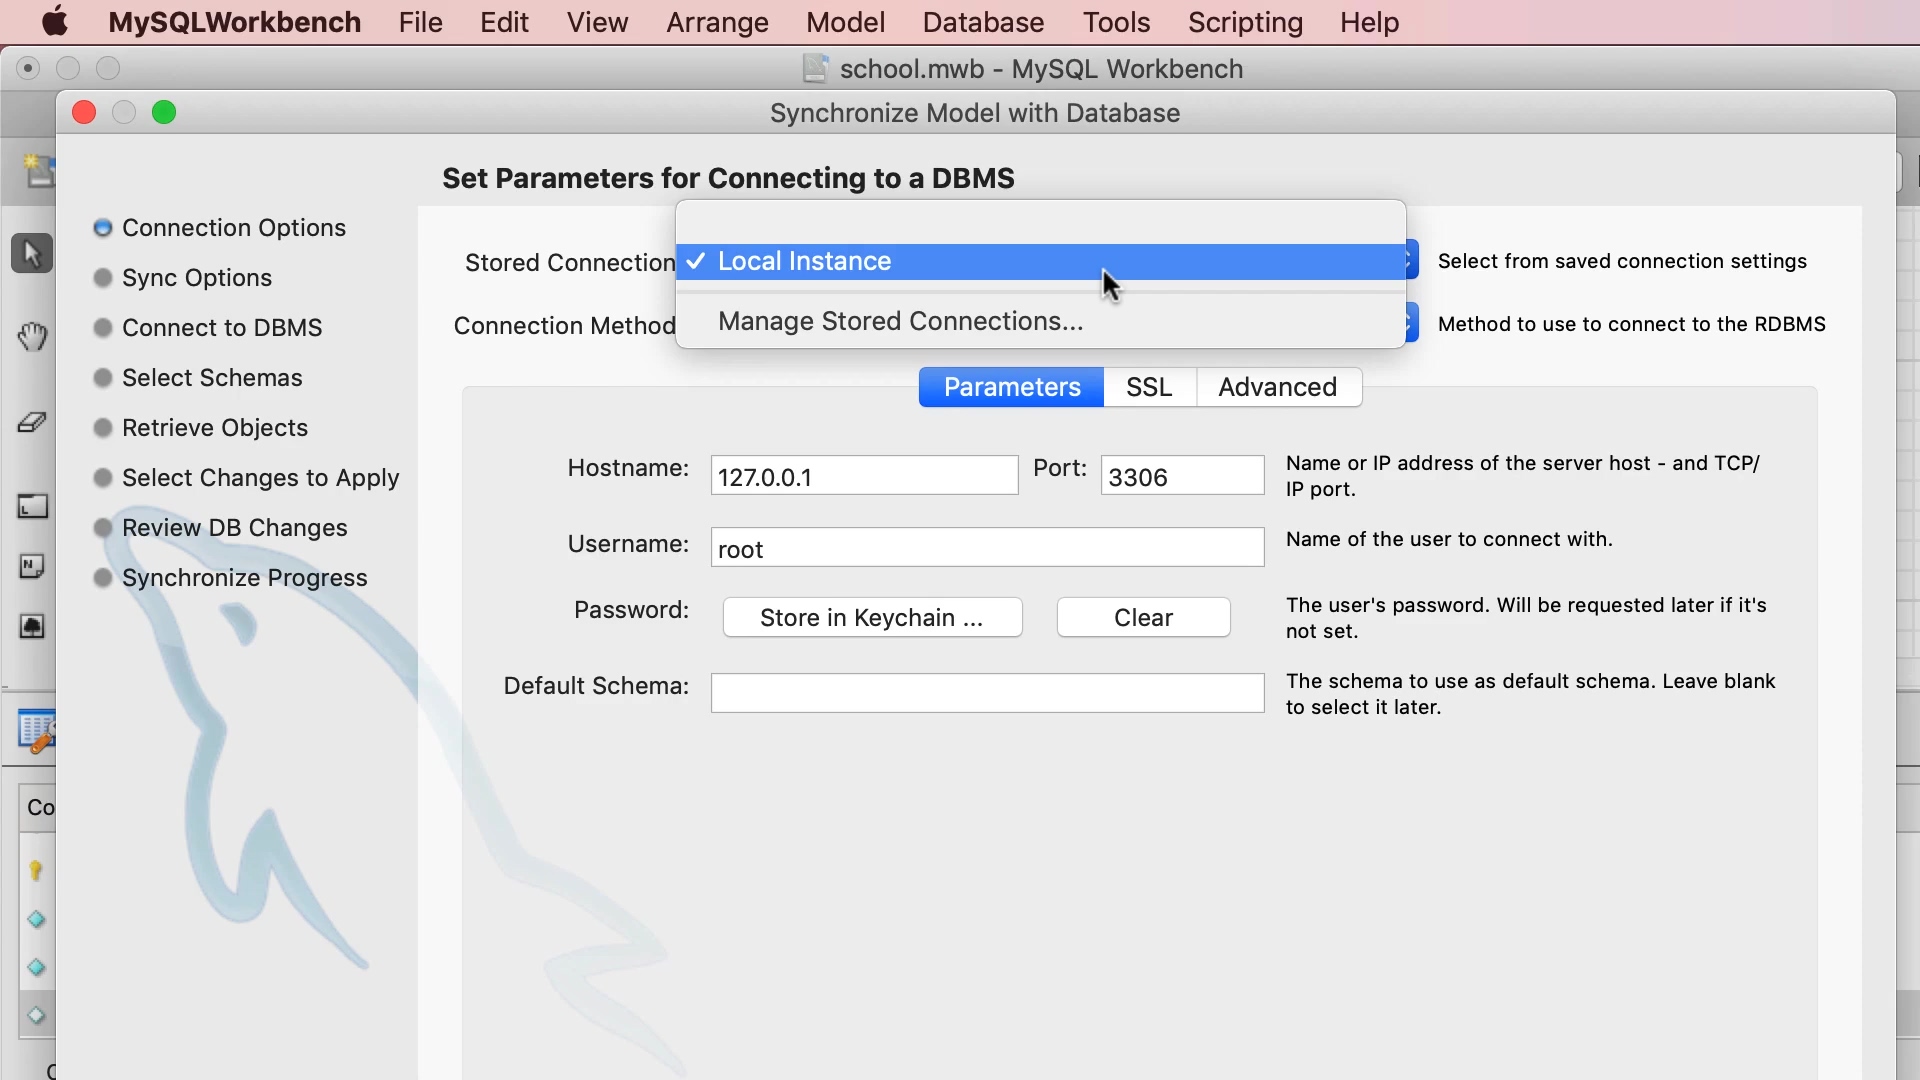 MySQLWorkbench File Edit View Arrange Model Database Tools Scripting Help
school.mwb - MySQL Workbench
Synchronize Model with Database
Set Parameters for Connecting to a DBMS
Connection Options
Sync Options
Connect to DBMS
Select Schemas
Retrieve Objects
Select Changes to Apply
Review DB Changes
Synchronize Progress
Stored Connection
Local Instance
Select from saved connection settings
Manage Stored Connections...
Connection Method
Method to use to connect to the RDBMS
Parameters SSL Advanced
Hostname: 127.0.0.1 Port: 3306
Name or IP address of the server host - and TCP/
IP port.
Username: root
Name of the user to connect with.
Password: Store in Keychain ... Clear
The user's password. Will be requested later if it's
not set.
Default Schema:
The schema to use as default schema. Leave blank
to select it later.
Co